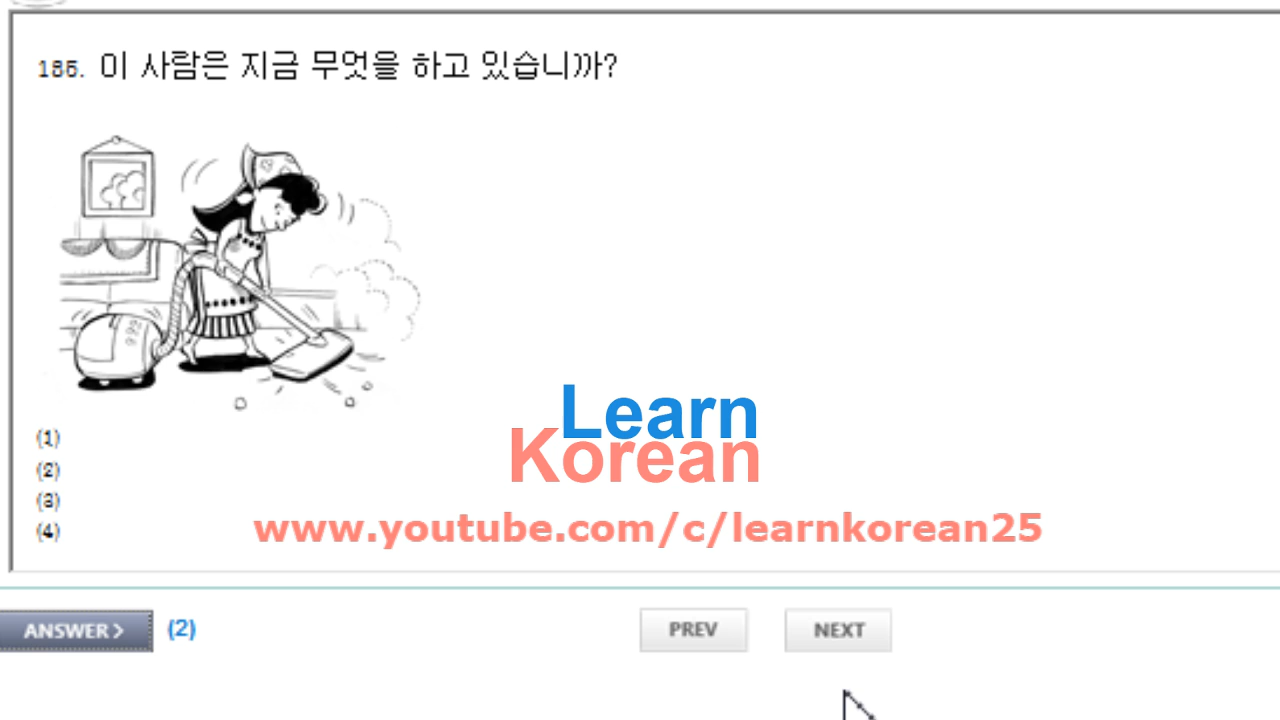 185. 이 사람은 지금 무엇을 하고 있습니까?
(1)
(2)
(3)
(4)
Learn
Korean
www.youtube.com/c/learnkorean25
ANSWER > (2) PREV NEXT